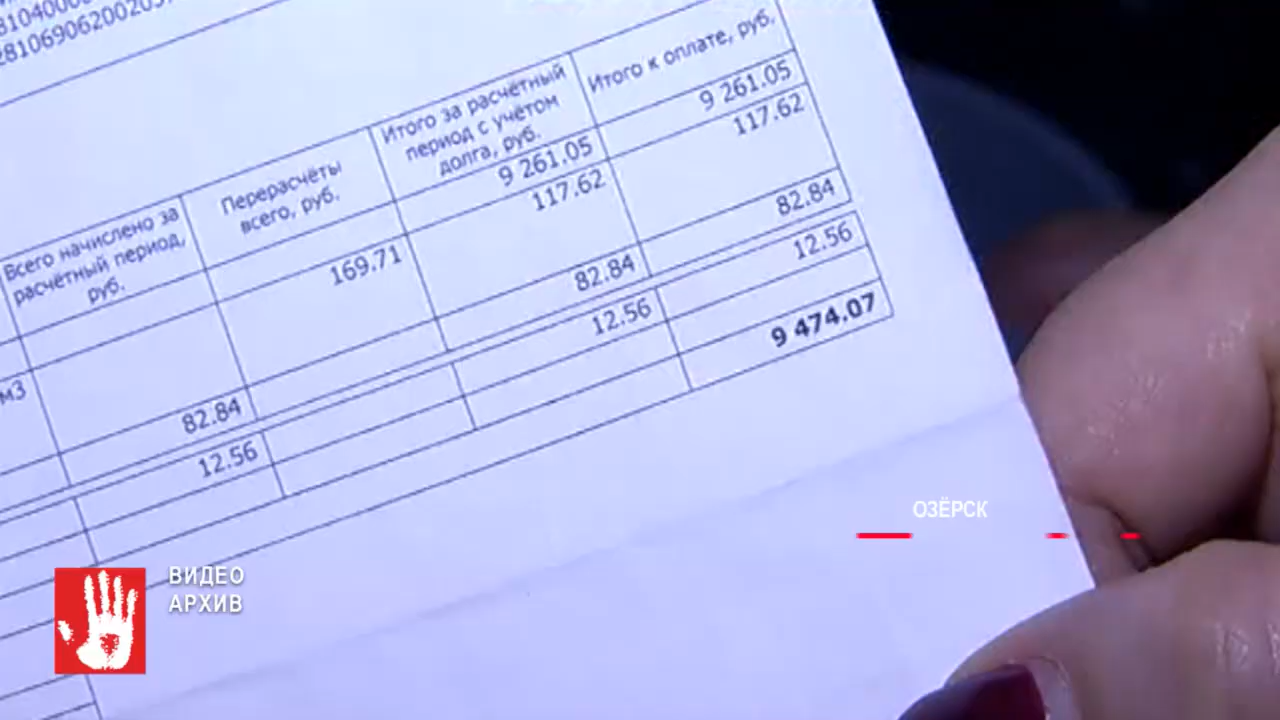 Всего начислено за
расчётный период,
руб.
Перерасчёты
всего, руб.
Итого за расчётный
период с учётом
долга, руб.
Итого к оплате, руб.
9 261.05
9 261.05
169.71
117.62
117.62
м3
82.84
82.84
82.84
12.56
12.56
12.56
9 474.07
ОЗЁРСК
ВИДЕО
АРХИВ